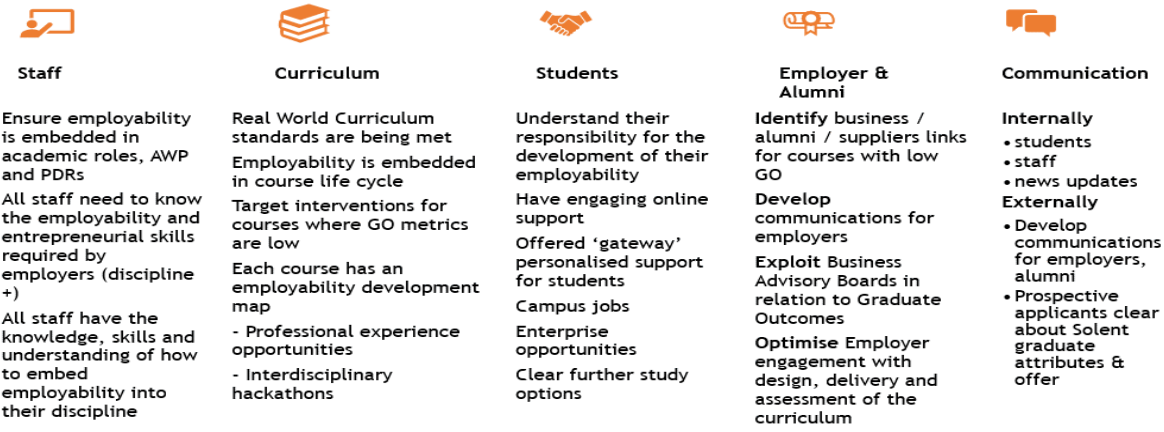 Staff
Ensure employability
is embedded in
academic roles, AWP
and PDRs
All staff need to know
the employability and
entrepreneurial skills
required by
employers (discipline
+)
All staff have the
knowledge, skills and
understanding of how
to embed
employability into
their discipline
Curriculum
Real World Curriculum
standards are being met
Employability is embedded
in course life cycle
Target interventions for
courses where GO metrics
are low
Each course has an
employability development
map
- Professional experience
opportunities
- Interdisciplinary
hackathons
Students
Understand their
responsibility for the
development of their
employability
Have engaging online
support
Offered ‘gateway’
personalised support
for students
Campus jobs
Enterprise
opportunities
Clear further study
options
Employer &
Alumni
Identify business /
alumni / suppliers links
for courses with low
GO
Develop
communications for
employers
Exploit Business
Advisory Boards in
relation to Graduate
Outcomes
Optimise Employer
engagement with
design, delivery and
assessment of the
curriculum
Communication
Internally
• students
• staff
• news updates
Externally
• Develop
communications
for employers,
alumni
• Prospective
applicants clear
about Solent
graduate
attributes &
offer